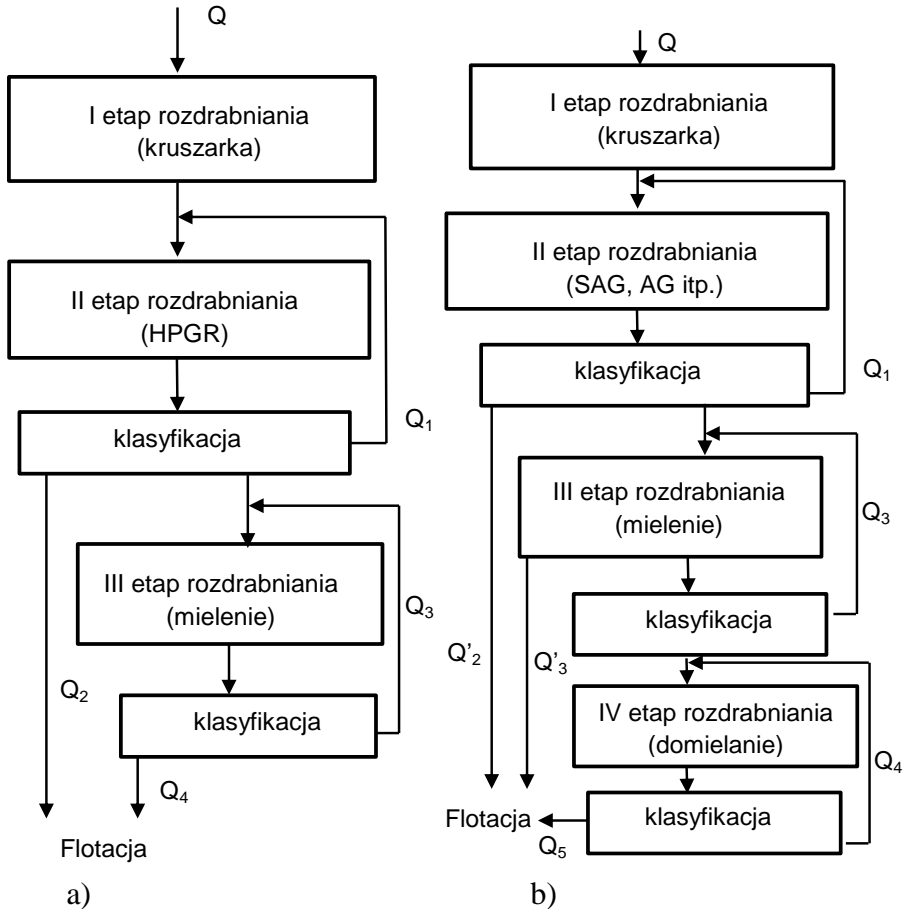 Q
I etap rozdrabniania
(kruszarka)
II etap rozdrabniania
(HPGR)
klasyfikacja
Q1
III etap rozdrabniania
(mielenie)
Q3
klasyfikacja
Q2
Q4
Flotacja
a)
Q
I etap rozdrabniania
(kruszarka)
II etap rozdrabniania
(SAG, AG itp.)
klasyfikacja
Q1
III etap rozdrabniania
(mielenie)
Q3
klasyfikacja
Q'2
Q'3
IV etap rozdrabniania
(domielanie)
Q4
klasyfikacja
Flotacja
Q5
b)